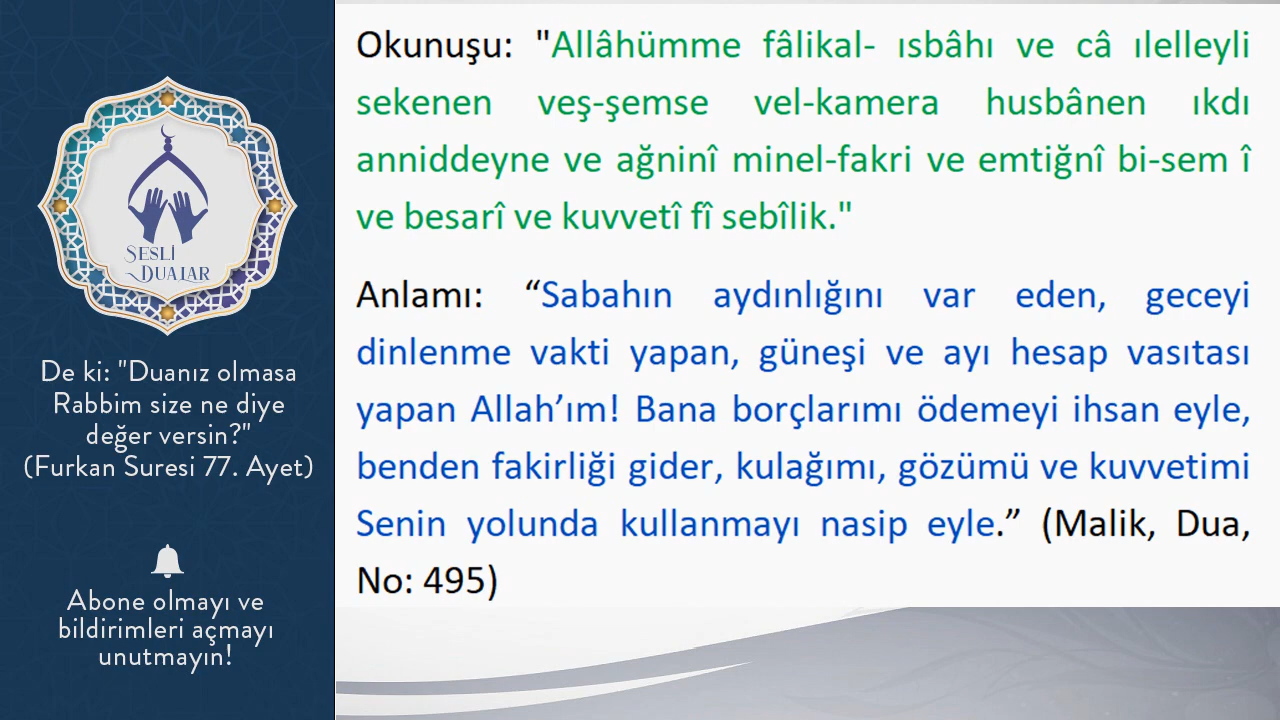 SESLİ
DUALAR
De ki: "Duanız olmasa
Rabbim size ne diye
değer versin?"
(Furkan Suresi 77. Ayet)
Abone olmayı ve
bildirimleri açmayı
unutmayın!
Okunuşu: "Allâhümme fâlikal- ısbâhı ve câ ılelleyli
sekenen veş-şemse vel-kamera husbânen ıkdı
anniddeyne ve ağninî minel-fakri ve emtiğnî bi-sem î
ve besarî ve kuvvetî fî sebîlik."
Anlamı: “Sabahın aydınlığını var eden, geceyi
dinlenme vakti yapan, güneşi ve ayı hesap vasıtası
yapan Allah’ım! Bana borçlarımı ödemeyi ihsan eyle,
benden fakirliği gider, kulağımı, gözümü ve kuvvetimi
Senin yolunda kullanmayı nasip eyle.” (Malik, Dua,
No: 495)